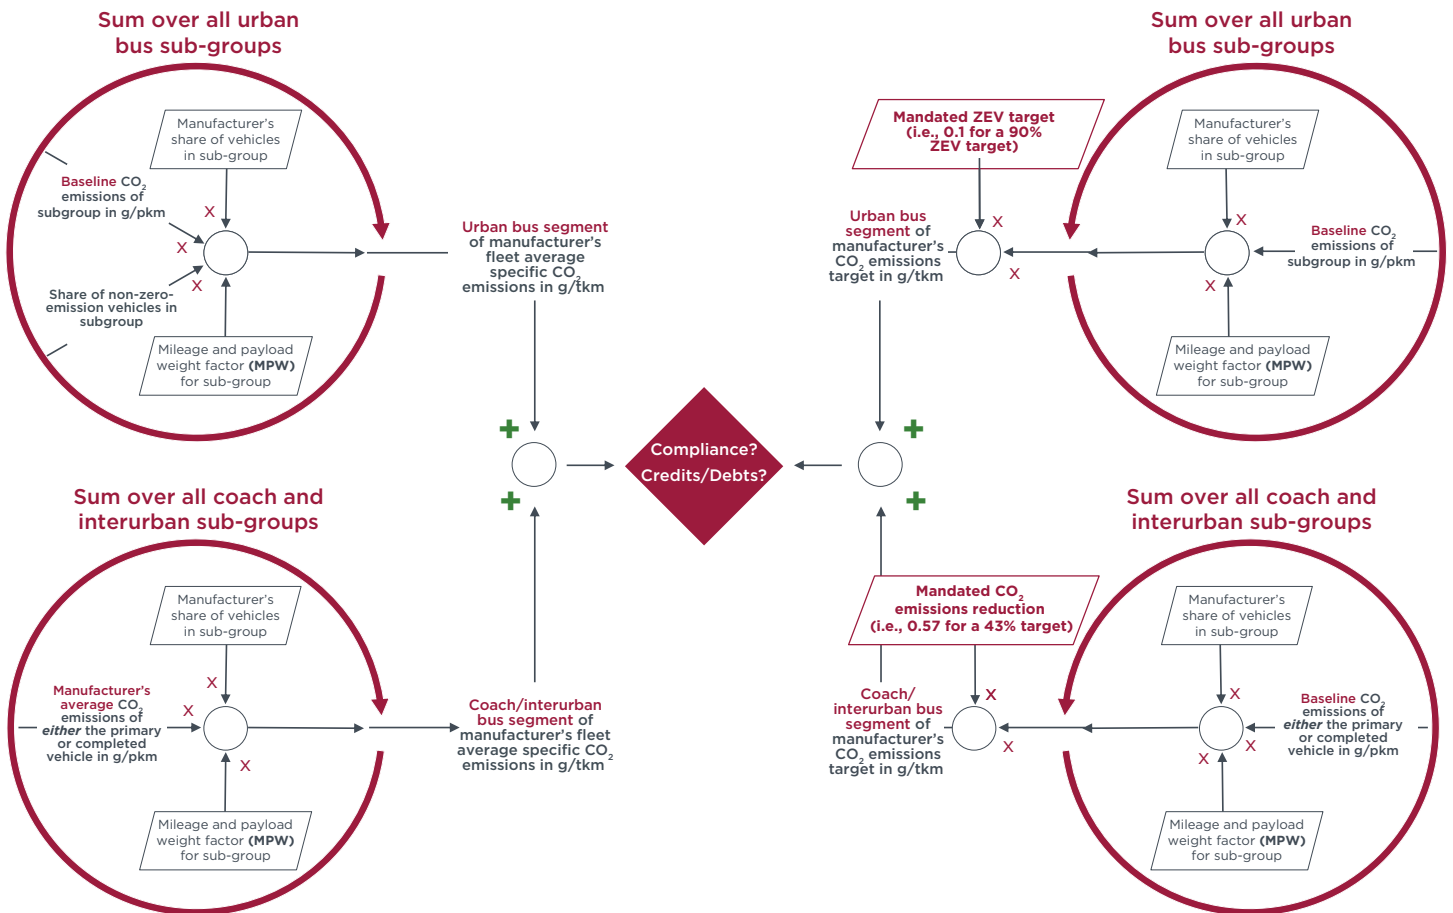 Sum over all urban
bus sub-groups
Manufacturer's
share of vehicles
in sub-group
Baseline CO₂
emissions of
subgroup in g/pkm
X
X
X
Share of non-zero-
emission vehicles in
subgroup
Mileage and payload
weight factor (MPW)
for sub-group
Urban bus segment
of manufacturer's
fleet average
specific CO₂
emissions in g/tkm
Sum over all coach and
interurban sub-groups
Manufacturer's
share of vehicles
in sub-group
Manufacturer's
average CO₂
emissions of
either the primary
or completed
vehicle in g/pkm
X
X
X
Mileage and payload
weight factor (MPW)
for sub-group
Coach/interurban
bus segment of
manufacturer's fleet
average specific CO₂
emissions in g/tkm
+
+
Compliance?
Credits/Debts?
+
+
Sum over all urban
bus sub-groups
Mandated ZEV target
(i.e., 0.1 for a 90%
ZEV target)
Manufacturer's
share of vehicles
in sub-group
Urban bus
segment of
manufacturer's
CO₂ emissions
target in g/tkm
X
X
X
X
Baseline CO₂
emissions of
subgroup in g/pkm
Mileage and payload
weight factor (MPW)
for sub-group
Sum over all coach and
interurban sub-groups
Mandated CO₂
emissions reduction
(i.e., 0.57 for a 43% target)
Manufacturer's
share of vehicles
in sub-group
Coach/
interurban bus
segment of
manufacturer's
CO₂ emissions
target in g/tkm
X
X
X
X
X
Baseline CO₂
emissions of
either the primary
or completed
vehicle in g/pkm
Mileage and payload
weight factor (MPW)
for sub-group